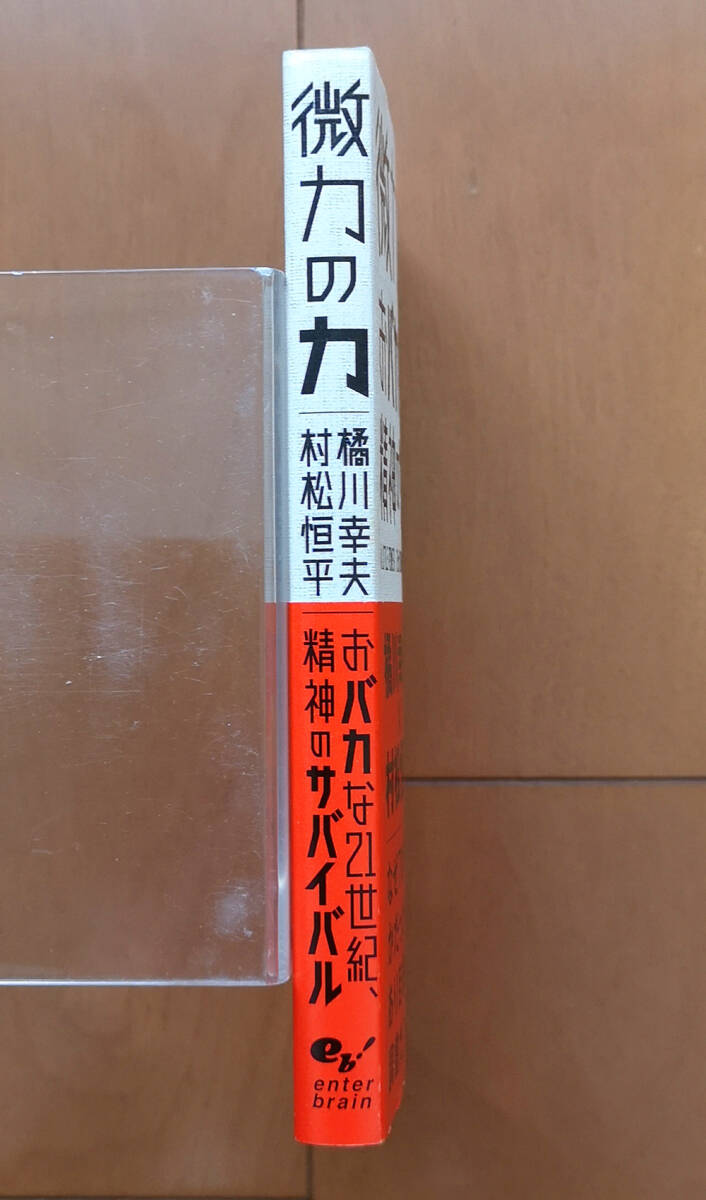 微力の力
橘川幸夫
村松恒平
おバカな21世紀、
精神のサバイバル
eb!
enter
brain